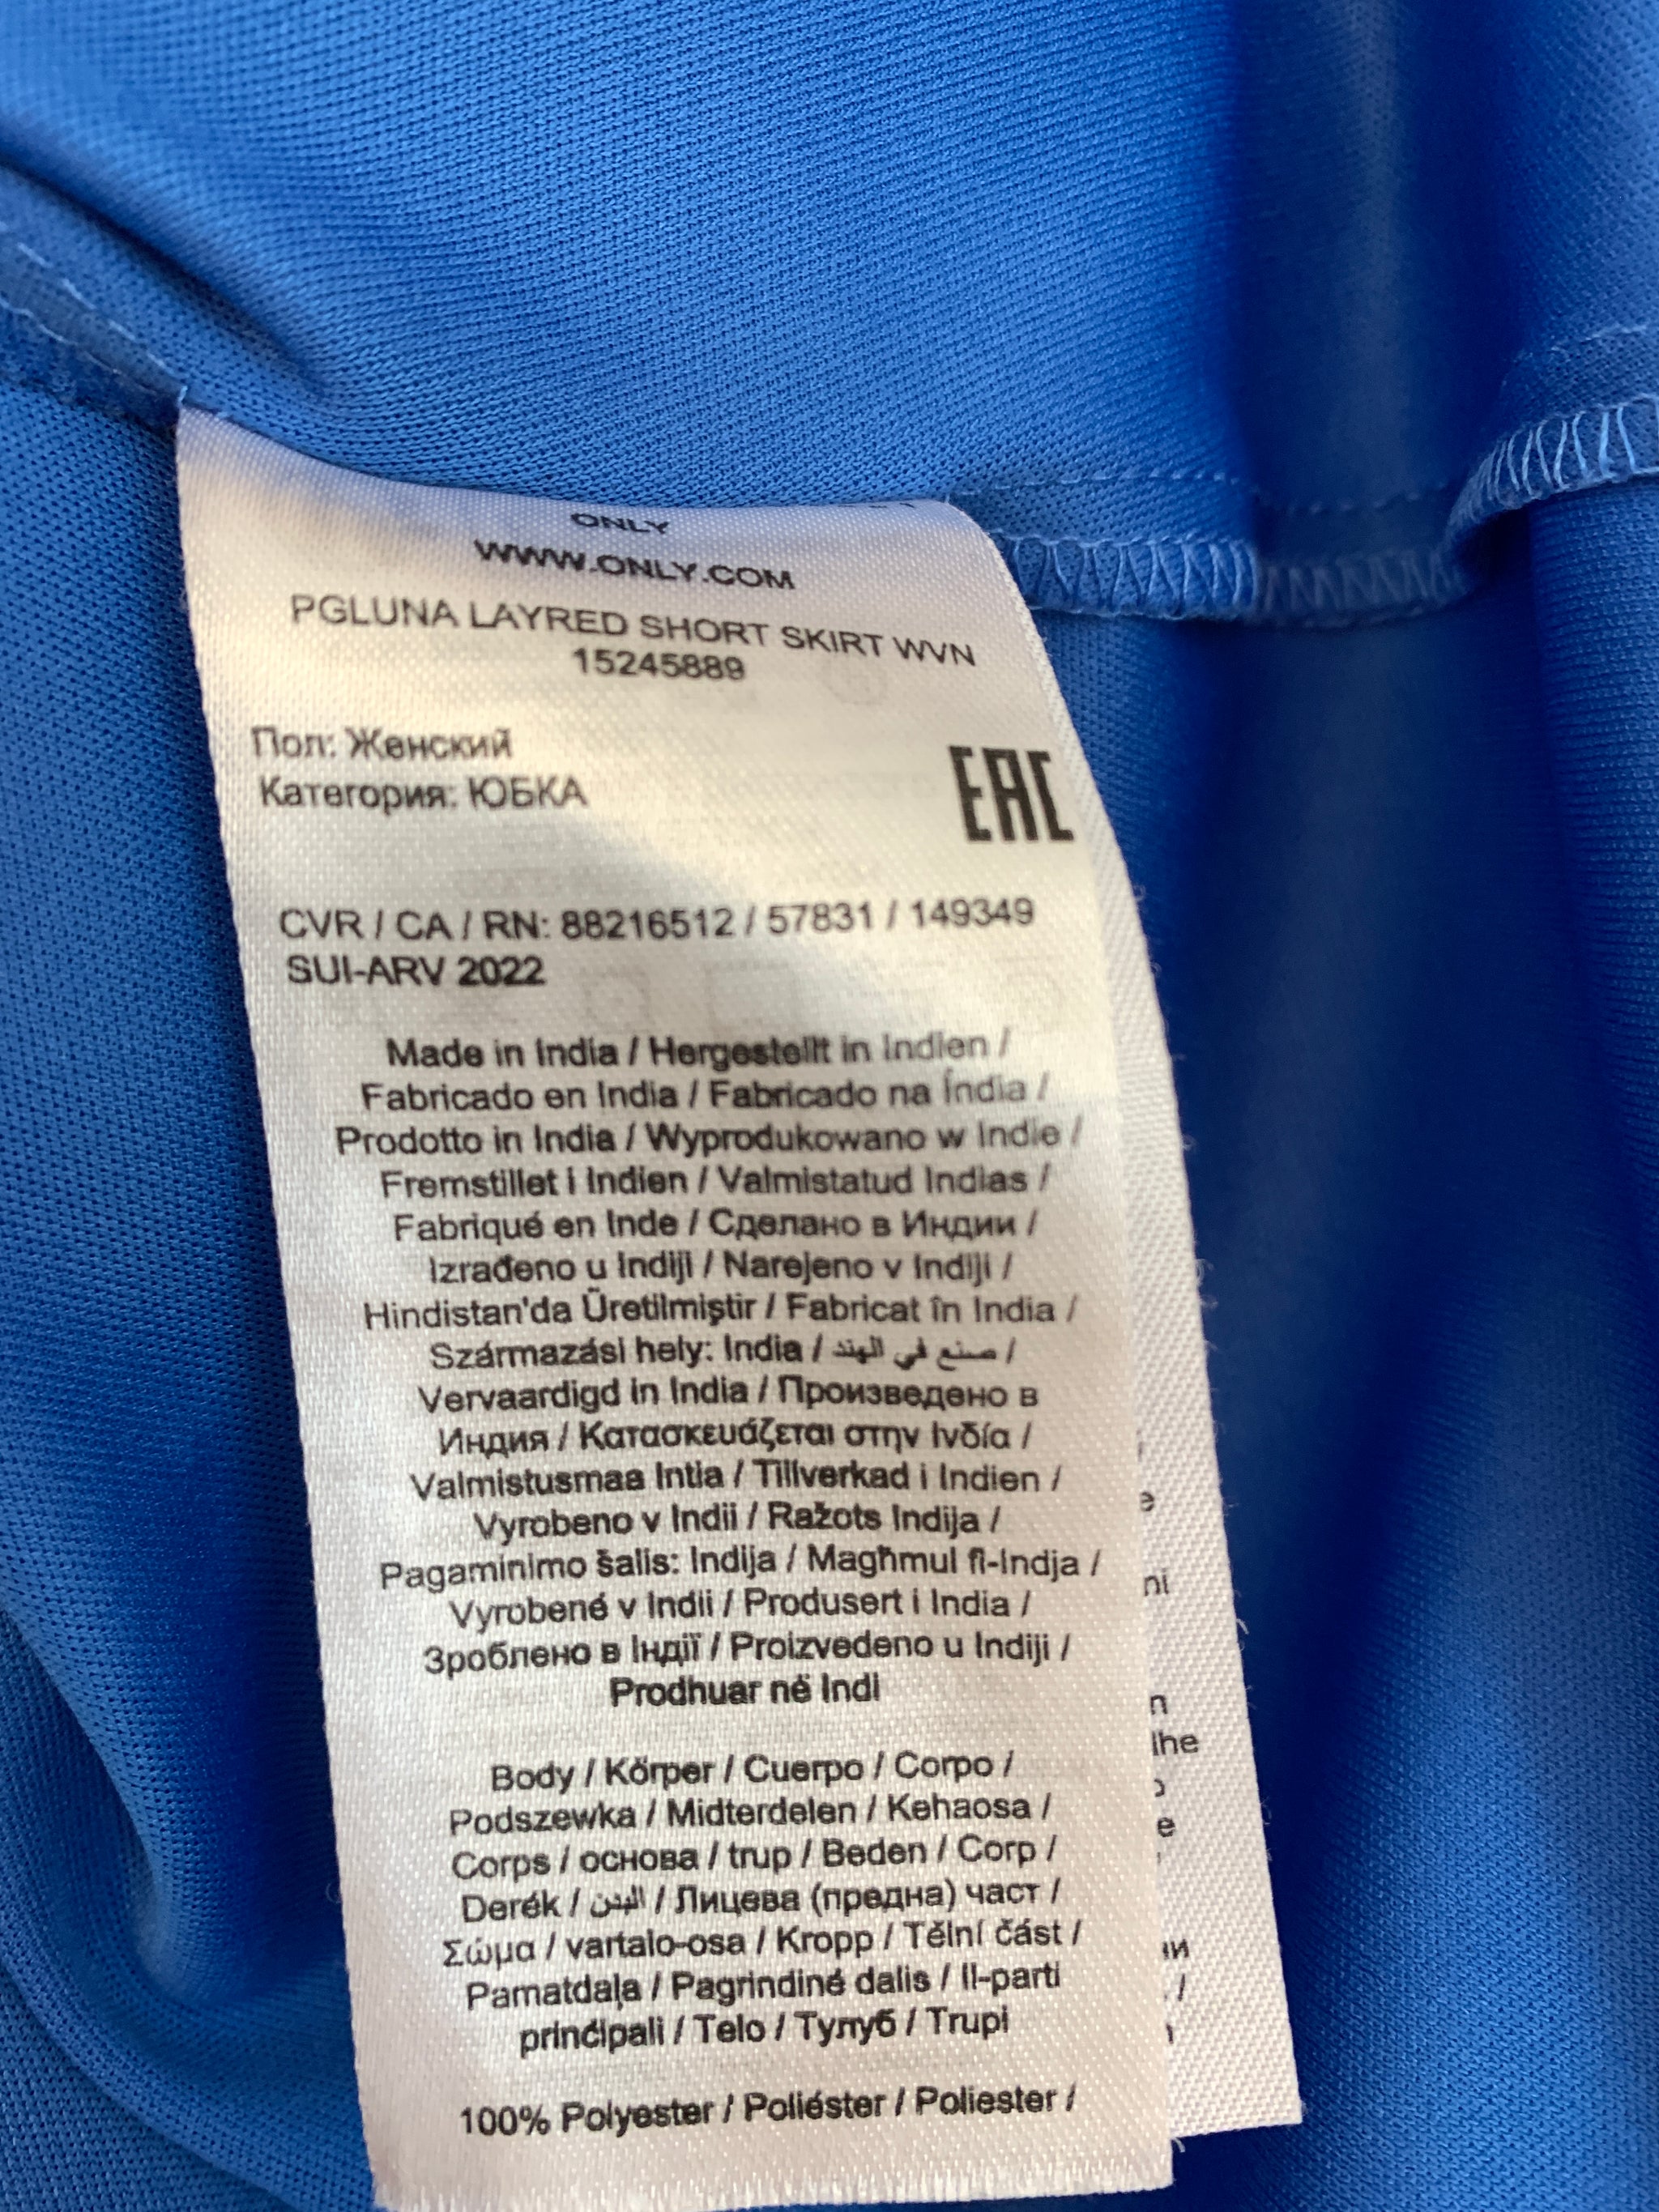 ONLY
WWW.ONLY.COM
PGLUNA LAYRED SHORT SKIRT WVN
15245889
Пол: Женский
Категория: ЮБКА
EAC
CVR / CA / RN: 88216512 / 57831 / 149349
SUI-ARV 2022
Made in India / Hergestellt in Indien /
Fabricado en India / Fabricado na Índia /
Prodotto in India / Wyprodukowano w Indie /
Fremstillet i Indien / Valmistatud Indias /
Fabriqué en Inde / Сделано в Индии /
Izrađeno u Indiji / Narejeno v Indiji /
Hindistan'da Üretilmiştir / Fabricat în India /
Származási hely: India / صنع في الهند /
Vervaardigd in India / Произведено в
Индия / Κατασκευάζεται στην Ινδία /
Valmistusmaa Intia / Tillverkad i Indien /
Vyrobeno v Indii / Ražots Indija /
Pagaminimo šalis: Indija / Magħmul fl-Indja /
Vyrobené v Indii / Produsert i India /
Зроблено в Індії / Proizvedeno u Indiji /
Prodhuar në Indi
Body / Körper / Cuerpo / Corpo /
Podszewka / Midterdelen / Kehaosa /
Corps / основа / trup / Beden / Corp /
Derék / البدن / Лицева (предна) част /
Σώμα / vartalo-osa / Kropp / Tělní část /
Pamatdaļa / Pagrindinė dalis / Il-parti
prinċipali / Telo / Тулуб / Trupi
100% Polyester / Poliéster / Poliester /